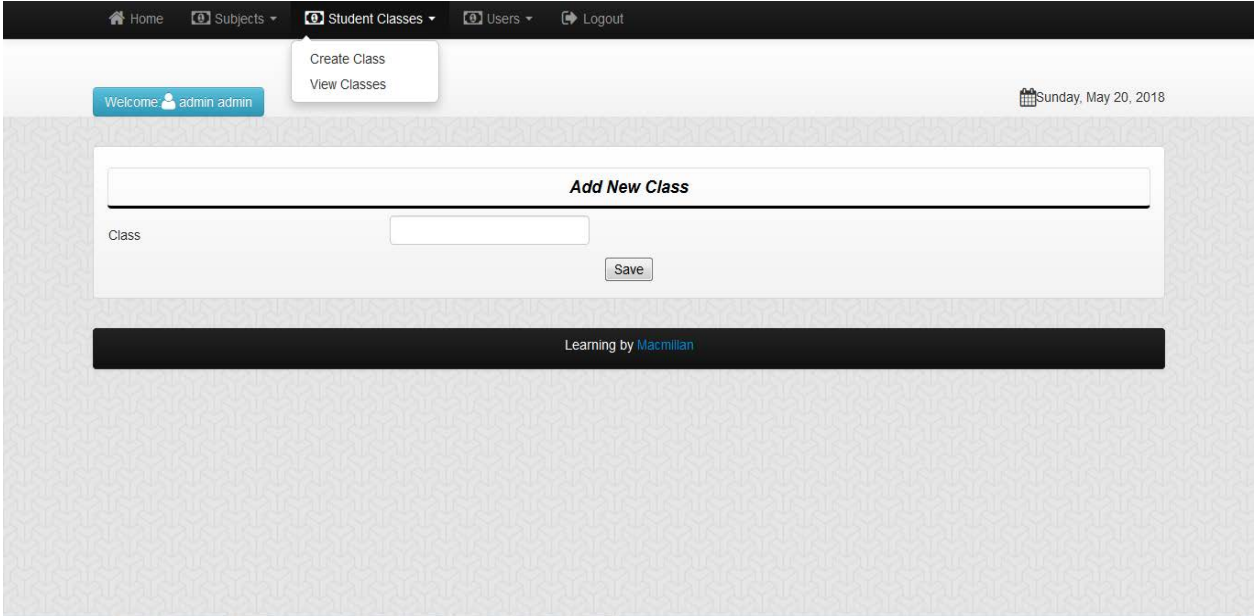 Home Subjects Student Classes Users Logout
Create Class
View Classes
Welcome: admin admin
Sunday, May 20, 2018
Add New Class
Class
Save
Learning by Macmillan